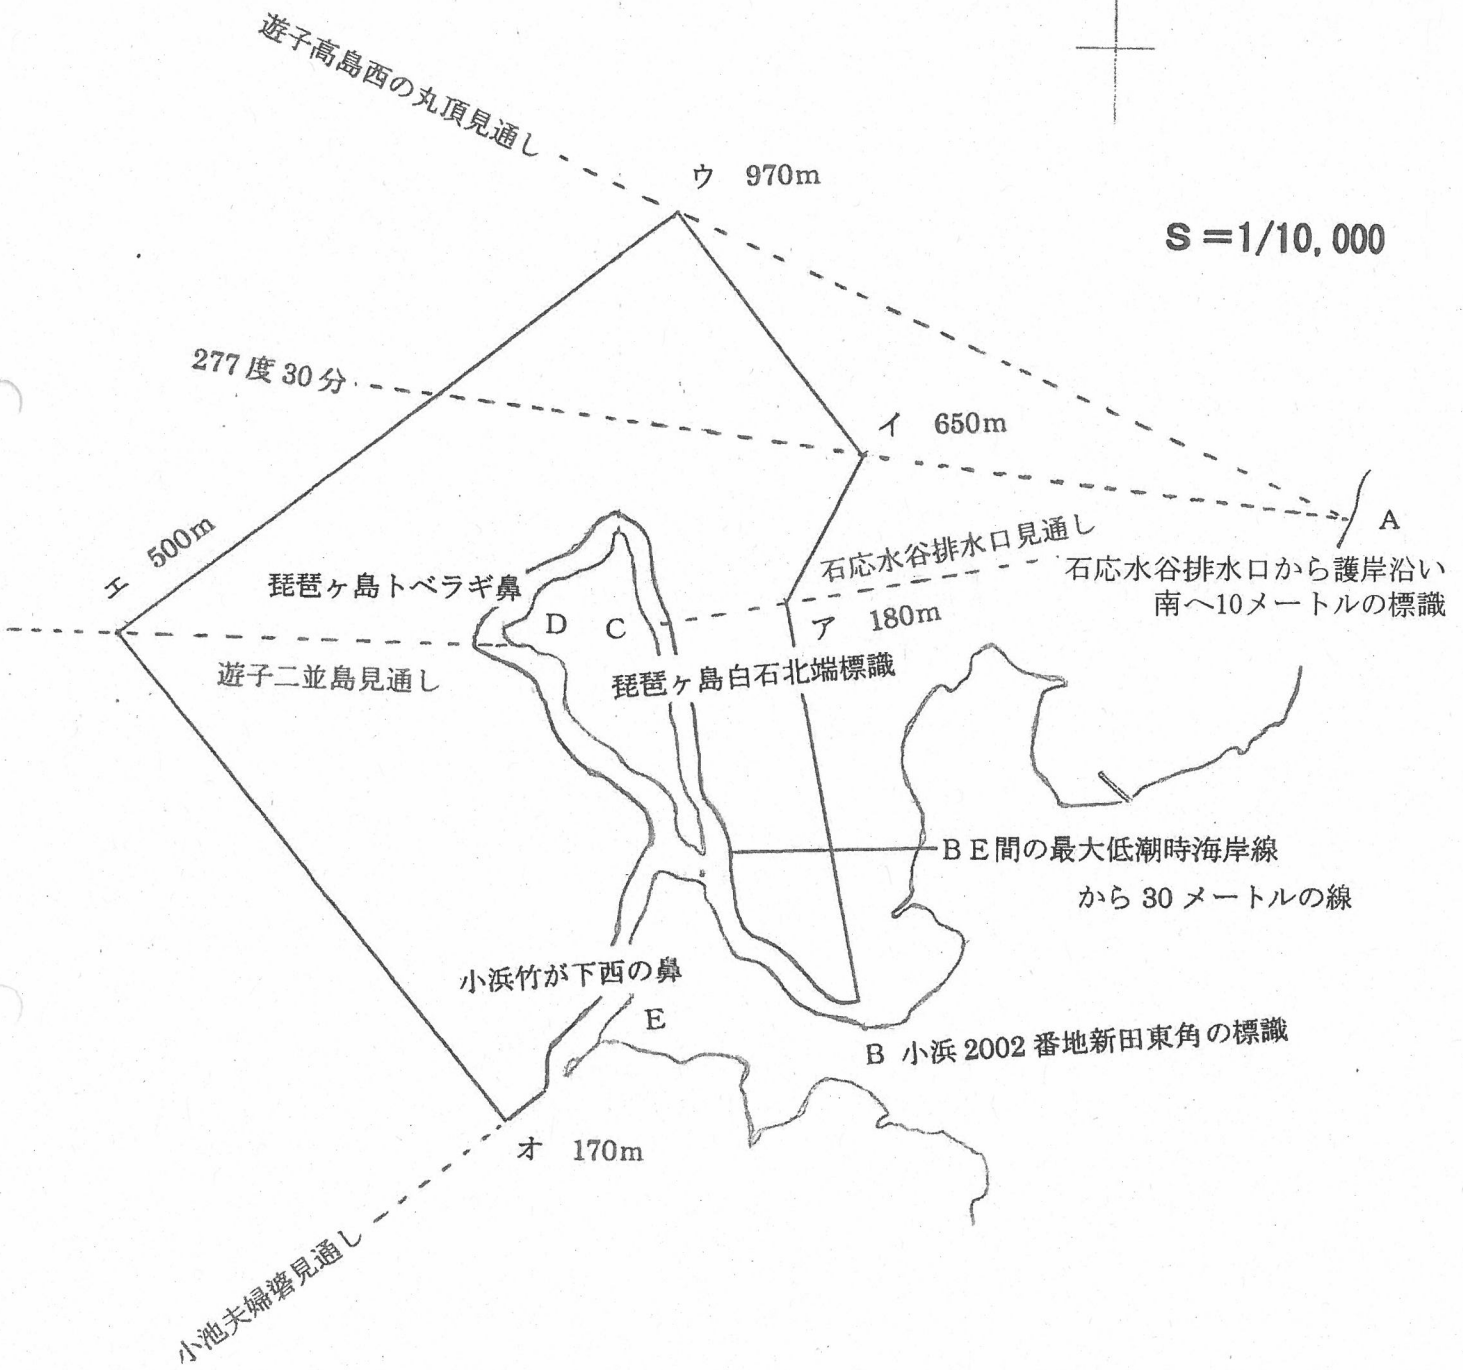 遊子高島西の丸頂見通し
ウ 970m
S=1/10,000
277度30分
イ 650m
A
石応水谷排水口から護岸沿い
南へ10メートルの標識
石応水谷排水口見通し
エ 500m
琵琶ヶ島トベラギ鼻
D
C
ア 180m
遊子二並島見通し
琵琶ヶ島白石北端標識
BE間の最大低潮時海岸線
から30メートルの線
小浜竹が下西の鼻
E
B 小浜2002番地新田東角の標識
オ 170m
小池夫婦碆見通し